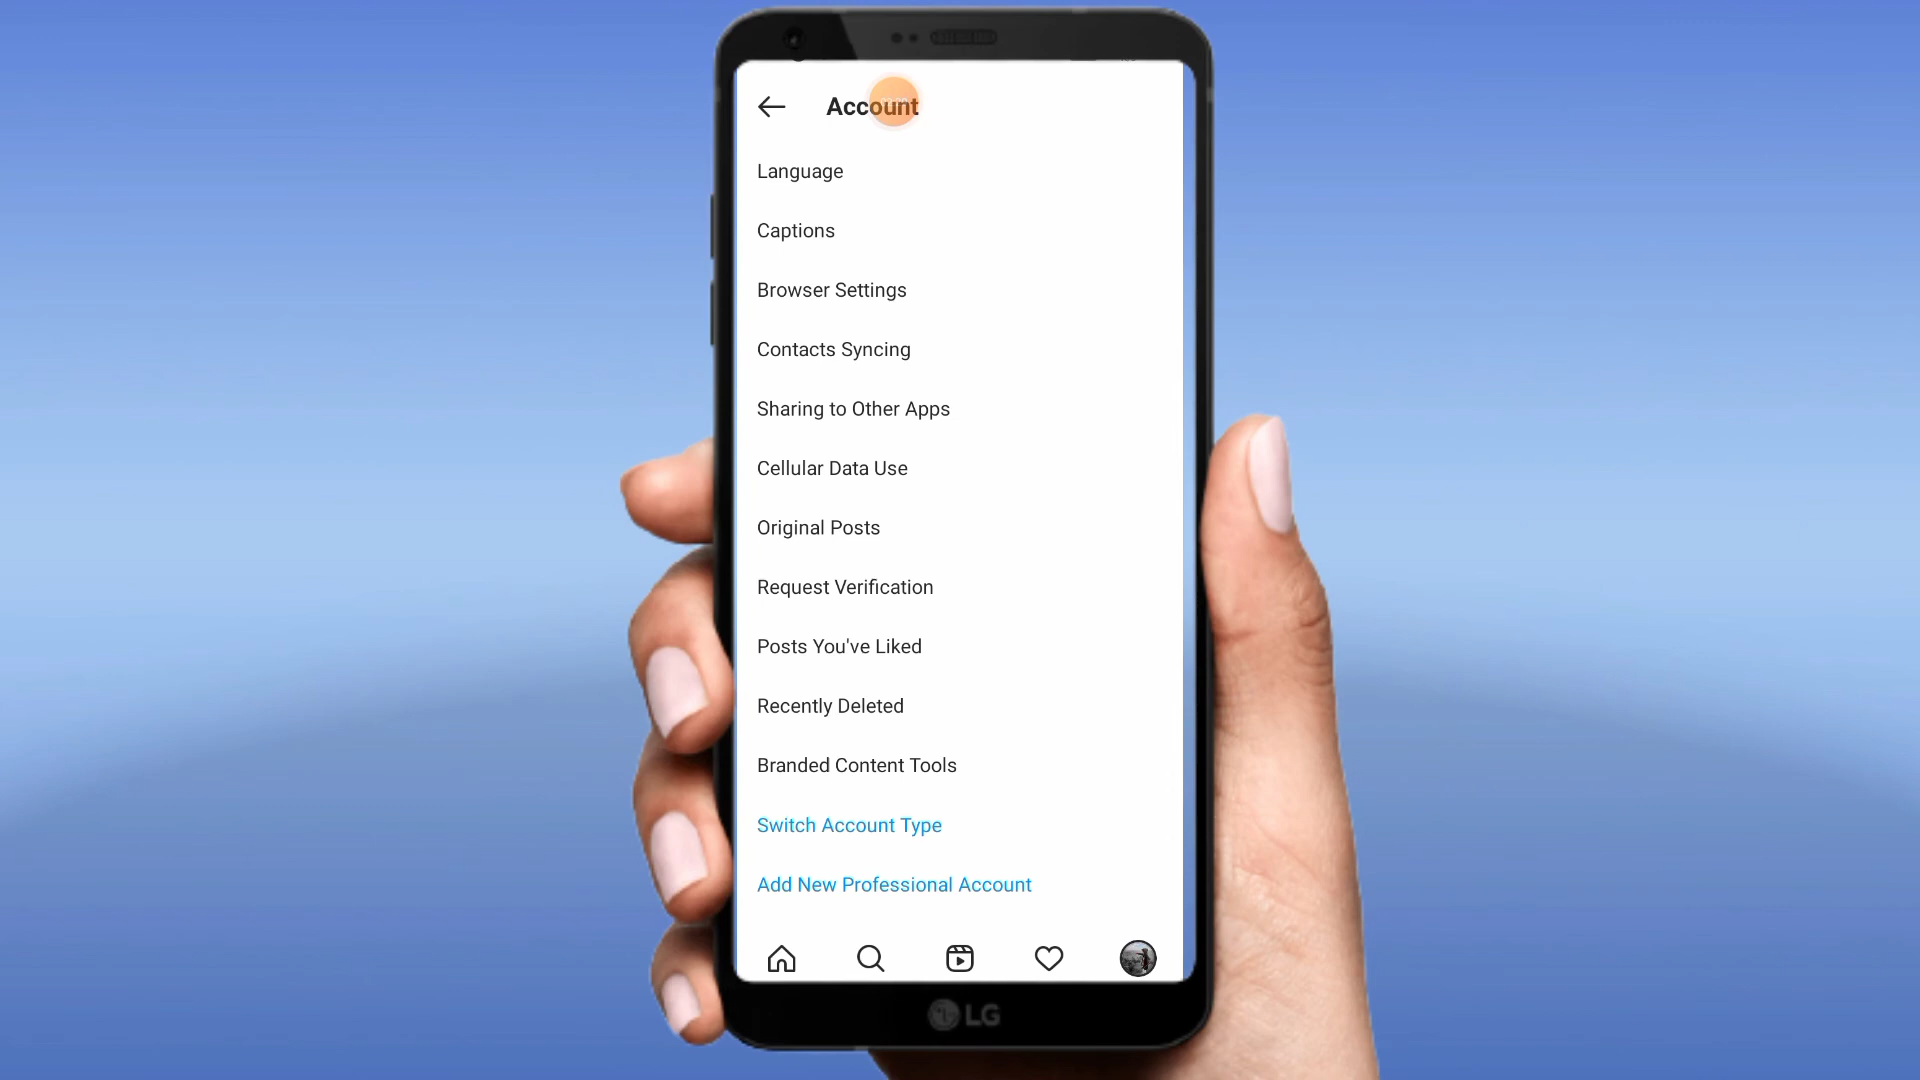 Account
Language
Captions
Browser Settings
Contacts Syncing
Sharing to Other Apps
Cellular Data Use
Original Posts
Request Verification
Posts You've Liked
Recently Deleted
Branded Content Tools
Switch Account Type
Add New Professional Account
LG